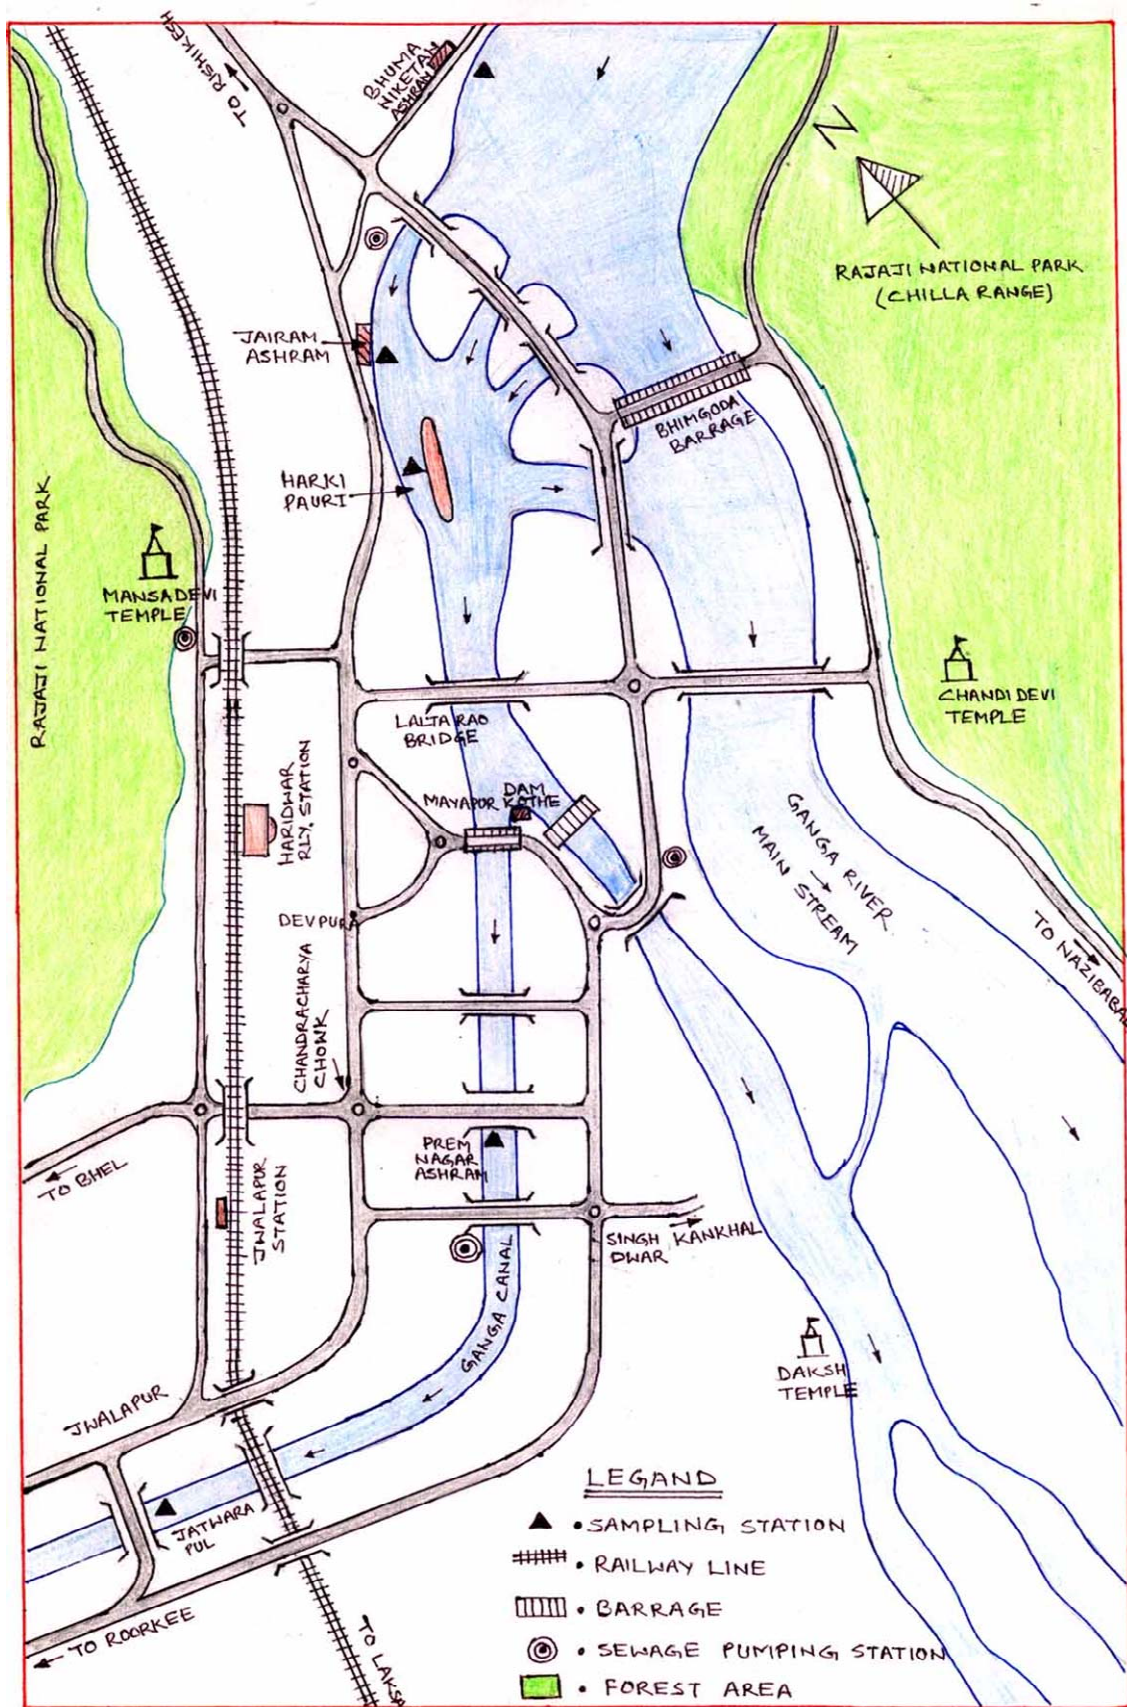 TO RISHIKESH
BHUMA
NIKETAN
ASHRAM
N
RAJAJI NATIONAL PARK
(CHILLA RANGE)
JAIRAM
ASHRAM
BHIMGODA
BARRAGE
HARKI
PAURI
RAJAJI NATIONAL PARK
MANSADEVI
TEMPLE
CHANDI DEVI
TEMPLE
LALTA RAO
BRIDGE
DAM
KOTHE
MAYAPUR
HARIDWAR
RLY. STATION
GANGA RIVER
MAIN STREAM
DEVPURA
TO NAZIBABAD
CHANDRACHARYA
CHOWK
PREM
NAGAR
ASHRAM
TO BHEL
JWALAPUR
STATION
SINGH
DWAR
KANKHAL
GANGA CANAL
DAKSH
TEMPLE
JWALAPUR
JATWARA
PUL
TO ROORKEE
TO LAKSA
LEGAND
• SAMPLING STATION
• RAILWAY LINE
• BARRAGE
• SEWAGE PUMPING STATION
• FOREST AREA